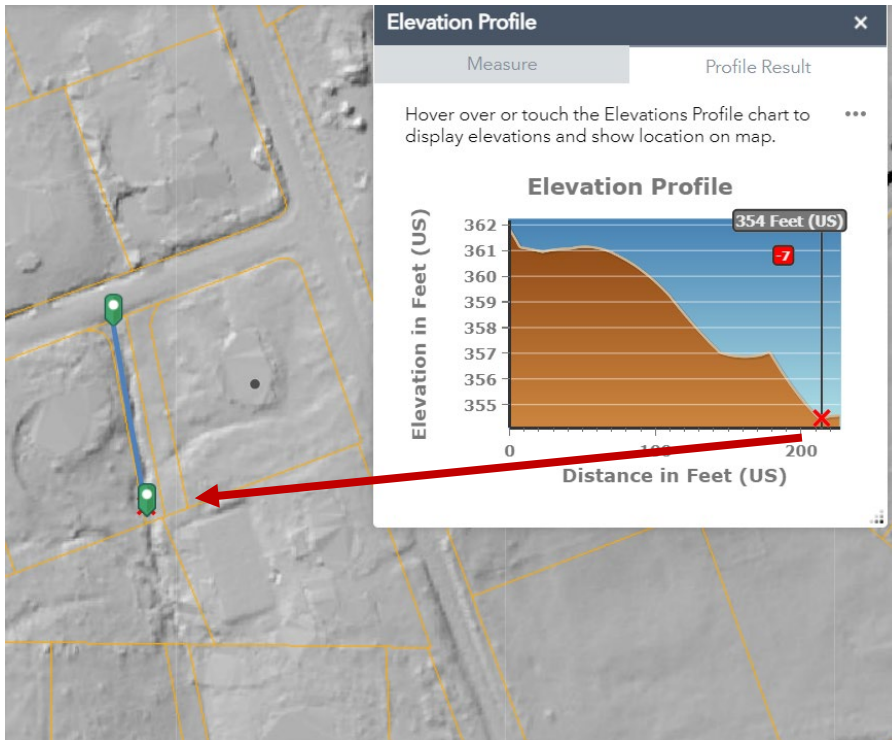 Elevation Profile ×
Measure Profile Result
Hover over or touch the Elevations Profile chart to
display elevations and show location on map.
Elevation Profile
Elevation in Feet (US)
354 Feet (US)
-7
362
361
360
359
358
357
356
355
0 100 200
Distance in Feet (US)